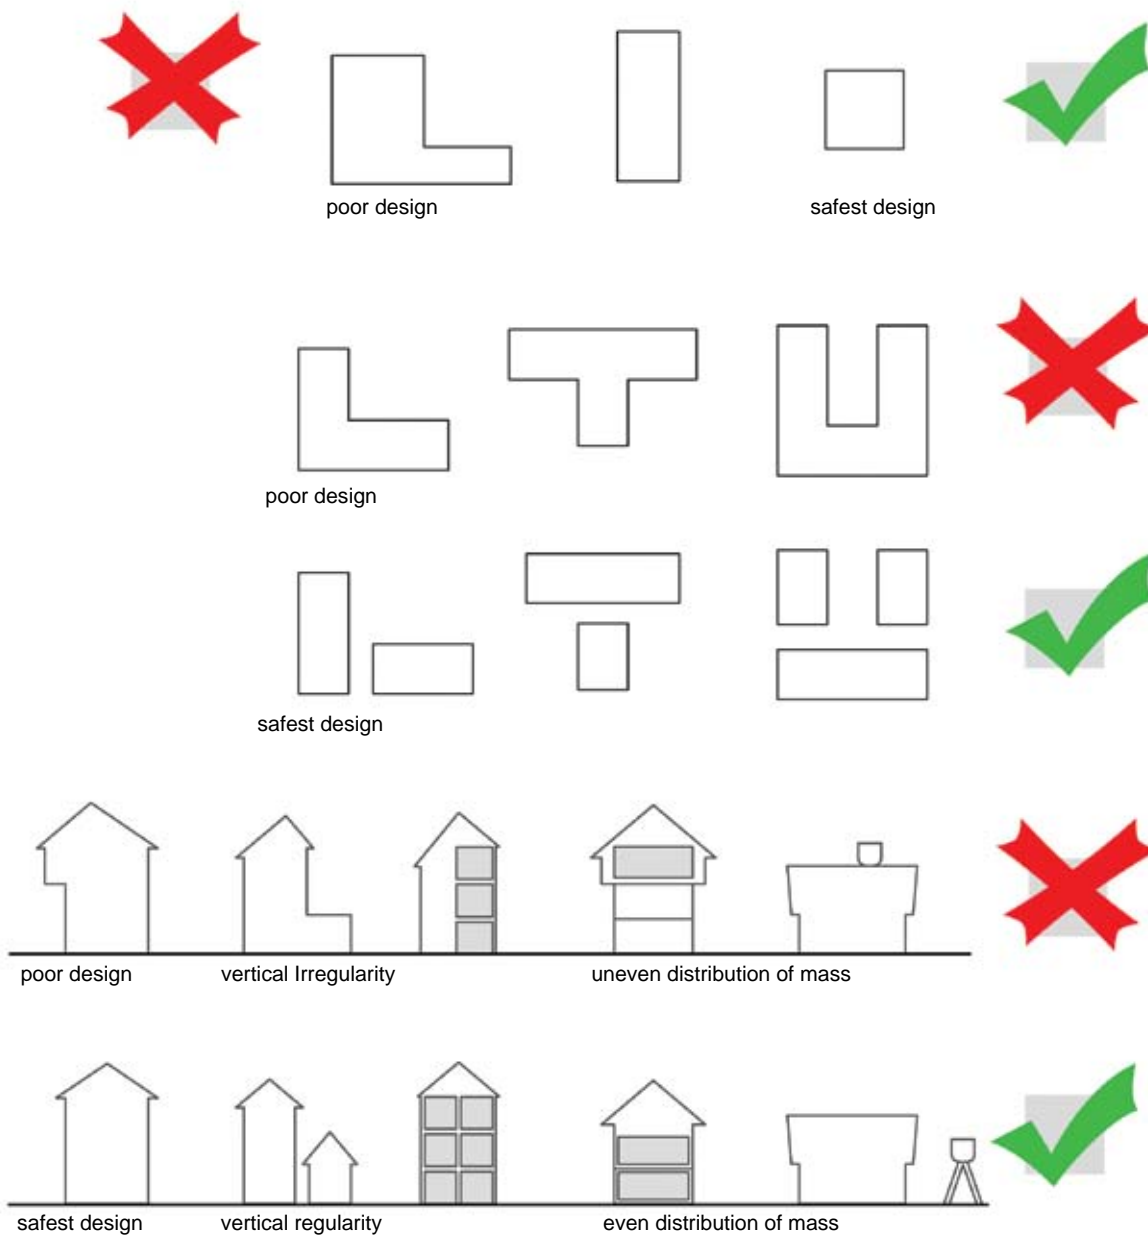 poor design
safest design
poor design
safest design
poor design
vertical Irregularity
uneven distribution of mass
safest design
vertical regularity
even distribution of mass